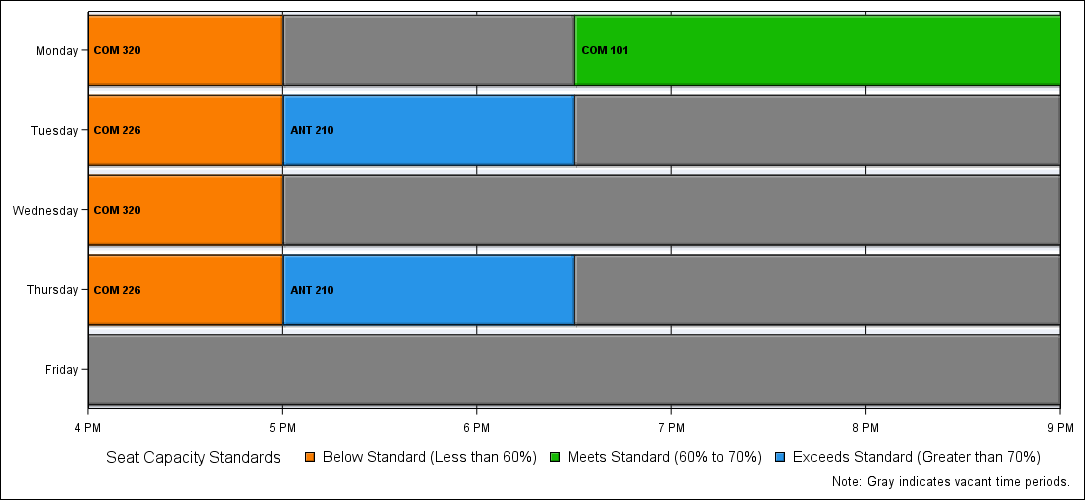 Monday COM 320 COM 101
Tuesday COM 226 ANT 210
Wednesday COM 320
Thursday COM 226 ANT 210
Friday
4 PM 5 PM 6 PM 7 PM 8 PM 9 PM
Seat Capacity Standards Below Standard (Less than 60%) Meets Standard (60% to 70%) Exceeds Standard (Greater than 70%)
Note: Gray indicates vacant time periods.